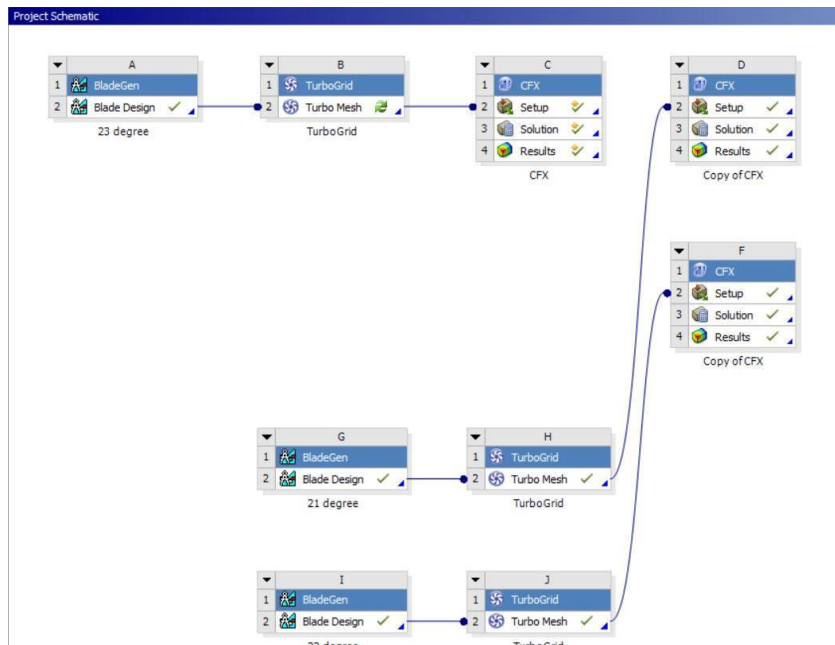 Project Schematic
A
1 BladeGen
2 Blade Design
23 degree
B
1 TurboGrid
2 Turbo Mesh
TurboGrid
C
1 CFX
2 Setup
3 Solution
4 Results
CFX
D
1 CFX
2 Setup
3 Solution
4 Results
Copy of CFX
F
1 CFX
2 Setup
3 Solution
4 Results
Copy of CFX
G
1 BladeGen
2 Blade Design
21 degree
H
1 TurboGrid
2 Turbo Mesh
TurboGrid
I
1 BladeGen
2 Blade Design
degree
J
1 TurboGrid
2 Turbo Mesh
TurboGrid